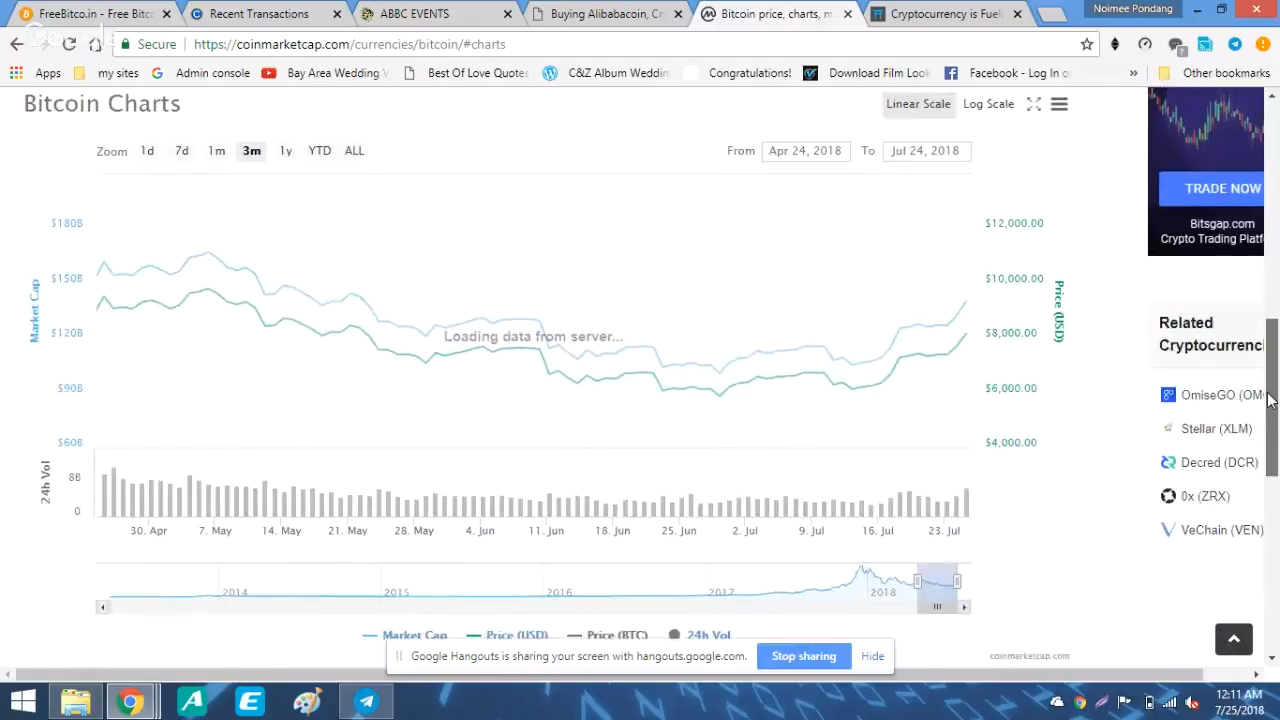 FreeBitco.in - Bitcoin
Recent Transactions
ABBC EVENTS
Buying Alibabacoin, Cr
Bitcoin price, charts, m
Cryptocurrency is Fuel
Noimee Pondang
Secure
https://coinmarketcap.com/currencies/bitcoin/#charts
Apps
my sites
Admin console
Bay Area Wedding V
Best of Love Quotes
C&Z Album Weddin
Congratulations!
Download Film Look
Facebook - Log In o
»
Other bookmarks
Bitcoin Charts
Linear Scale
Log Scale
Zoom 1d 7d 1m 3m 1y YTD ALL
From Apr 24, 2018 To Jul 24, 2018
TRADE NOW
Bitsgap.com
Crypto Trading Platf
$180B
$150B
$120B
$90B
$60B
Market Cap
$12,000.00
$10,000.00
$8,000.00
$6,000.00
$4,000.00
Price (USD)
Loading data from server...
Related
Cryptocurrenci
OmiseGO (OM
Stellar (XLM)
Decred (DCR)
0x (ZRX)
VeChain (VEN)
24h Vol
8B
0
30. Apr 7. May 14. May 21. May 28. May 4. Jun 11. Jun 18. Jun 25. Jun 2. Jul 9. Jul 16. Jul 23. Jul
2014 2015 2016 2017 2018
Market Cap Price (USD) Price (BTC) 24h Vol
Google Hangouts is sharing your screen with hangouts.google.com.
Stop sharing
Hide
coinmarketcap.com
12:11 AM
7/25/2018